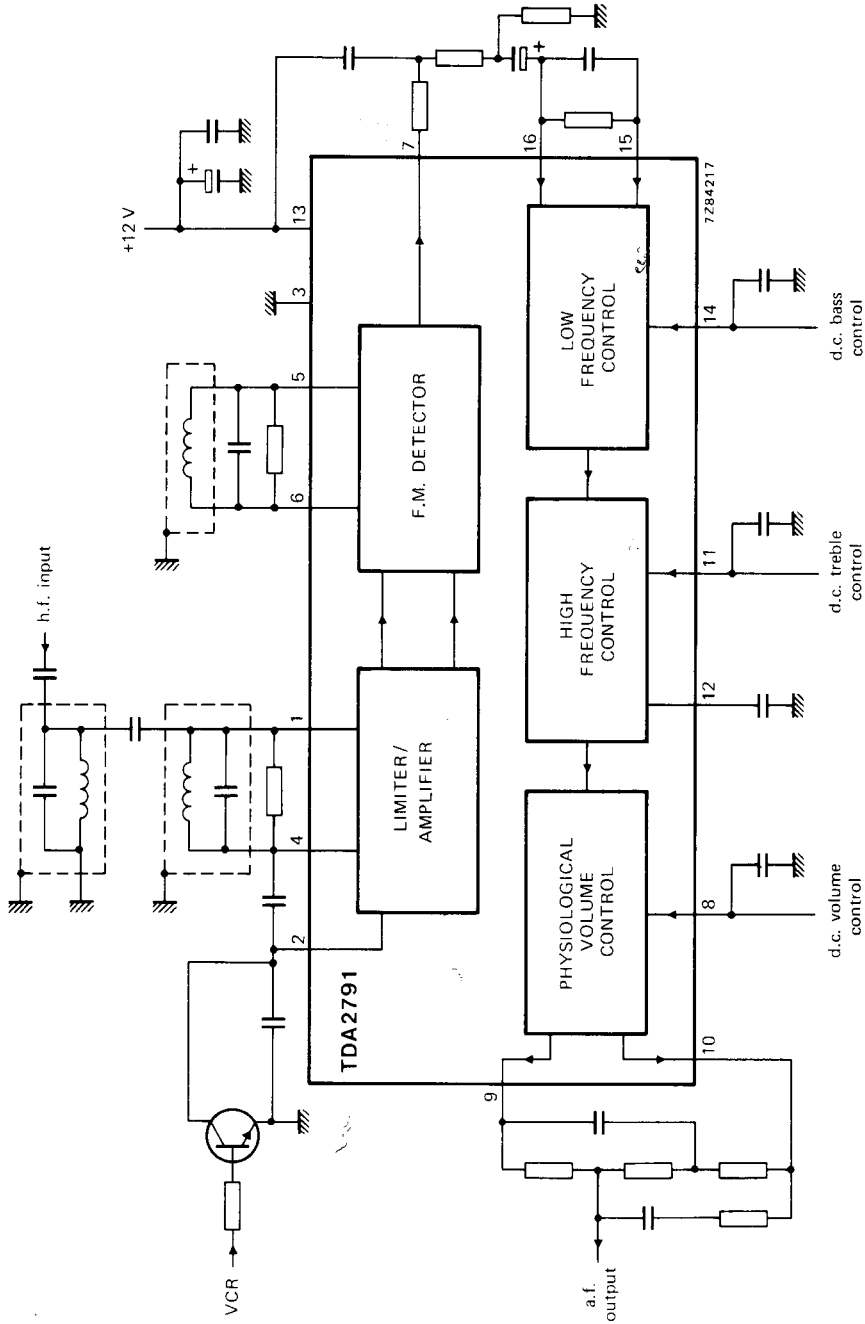 h.f. input
+12 V
VCR
2
4
1
6
5
3
13
7
TDA2791
LIMITER/
AMPLIFIER
F.M. DETECTOR
16
15
PHYSIOLOGICAL
VOLUME
CONTROL
HIGH
FREQUENCY
CONTROL
LOW
FREQUENCY
CONTROL
9
10
8
12
11
14
7Z84217
+
+
a.f.
output
d.c. volume
control
d.c. treble
control
d.c. bass
control